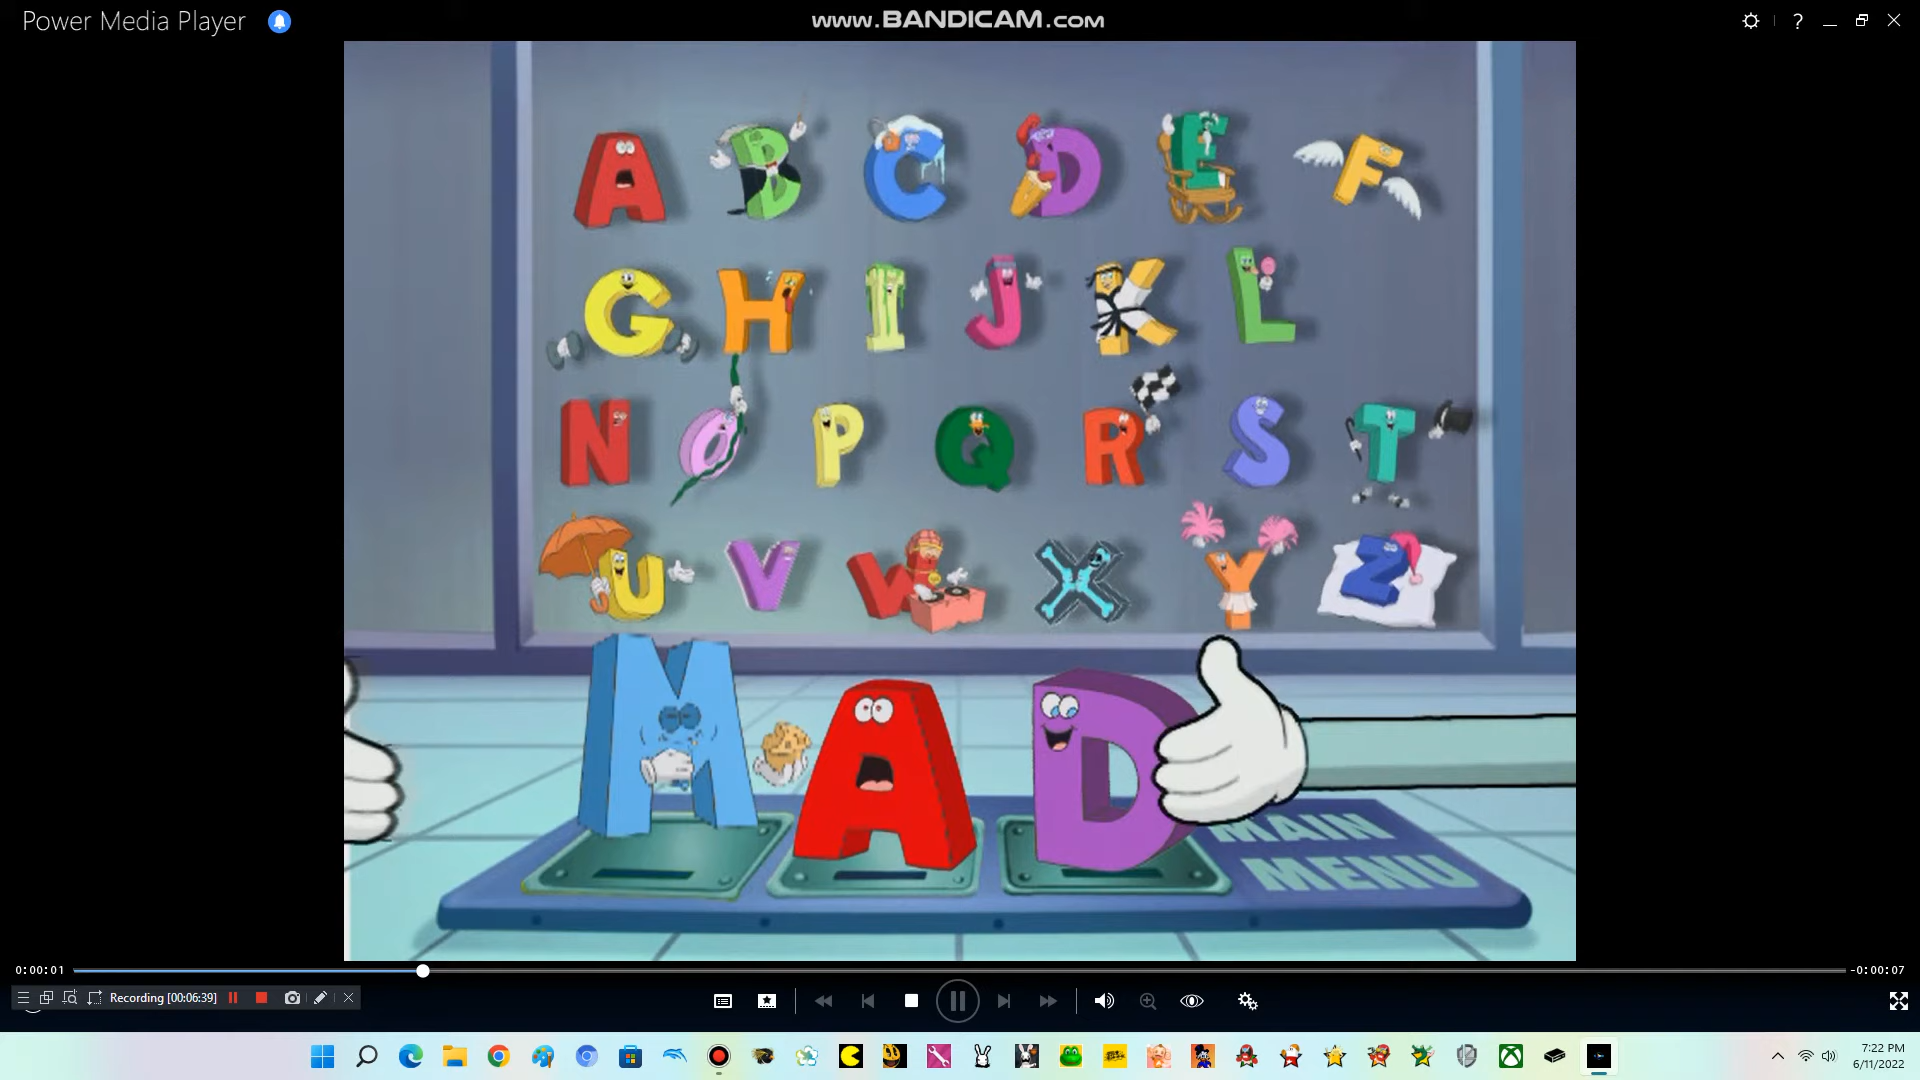 Power Media Player
www.BANDICAM.com
A B C D E F
G H I J K L
N O P Q R S T
U V W X Y Z
M A D
MAIN
MENU
0:00:01
-0:00:07
Recording [00:06:39]
7:22 PM
6/11/2022